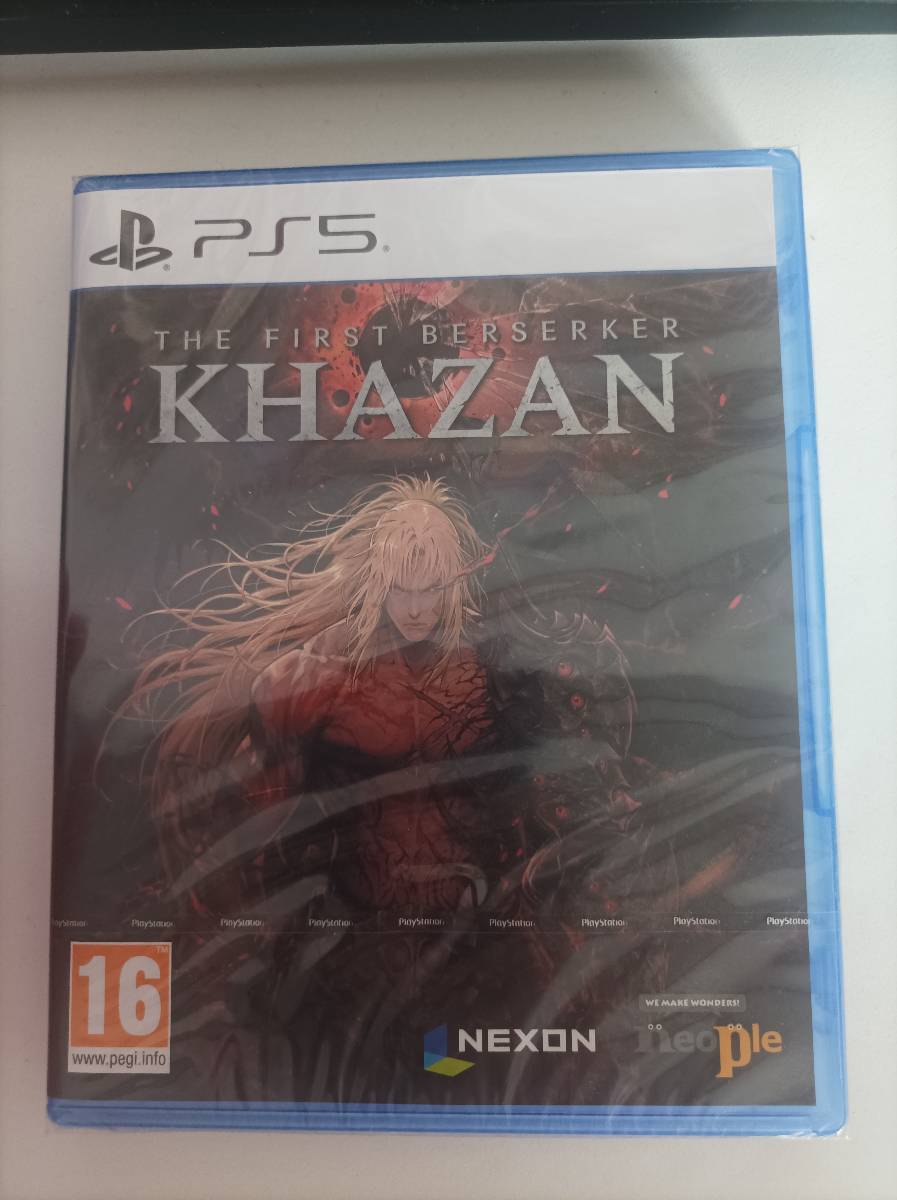 PS5
THE FIRST BERSERKER
KHAZAN
PlayStation PlayStation PlayStation PlayStation PlayStation PlayStation PlayStation PlayStation PlayStation
16
™
www.pegi.info
NEXON
WE MAKE WONDERS!
neople